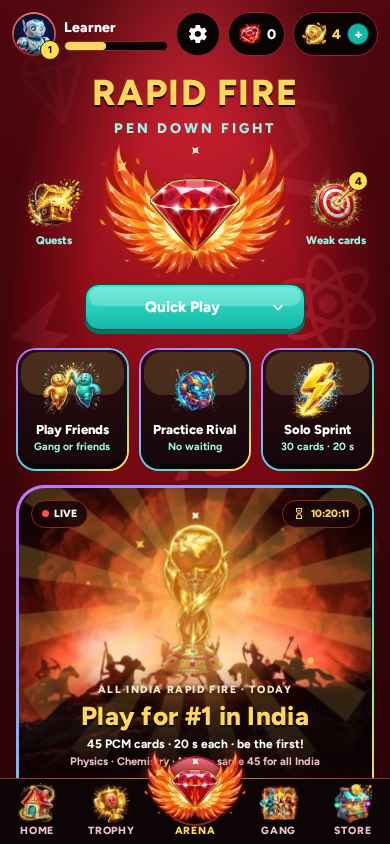 Learner
1
0
4
+
RAPID FIRE
PEN DOWN FIGHT
4
Quests
Weak cards
Quick Play
Play Friends
Gang or friends
Practice Rival
No waiting
Solo Sprint
30 cards · 20 s
LIVE
10:20:11
ALL INDIA RAPID FIRE · TODAY
Play for #1 in India
45 PCM cards · 20 s each · be the first!
Physics · same 45 for all India
HOME
TROPHY
ARENA
GANG
STORE